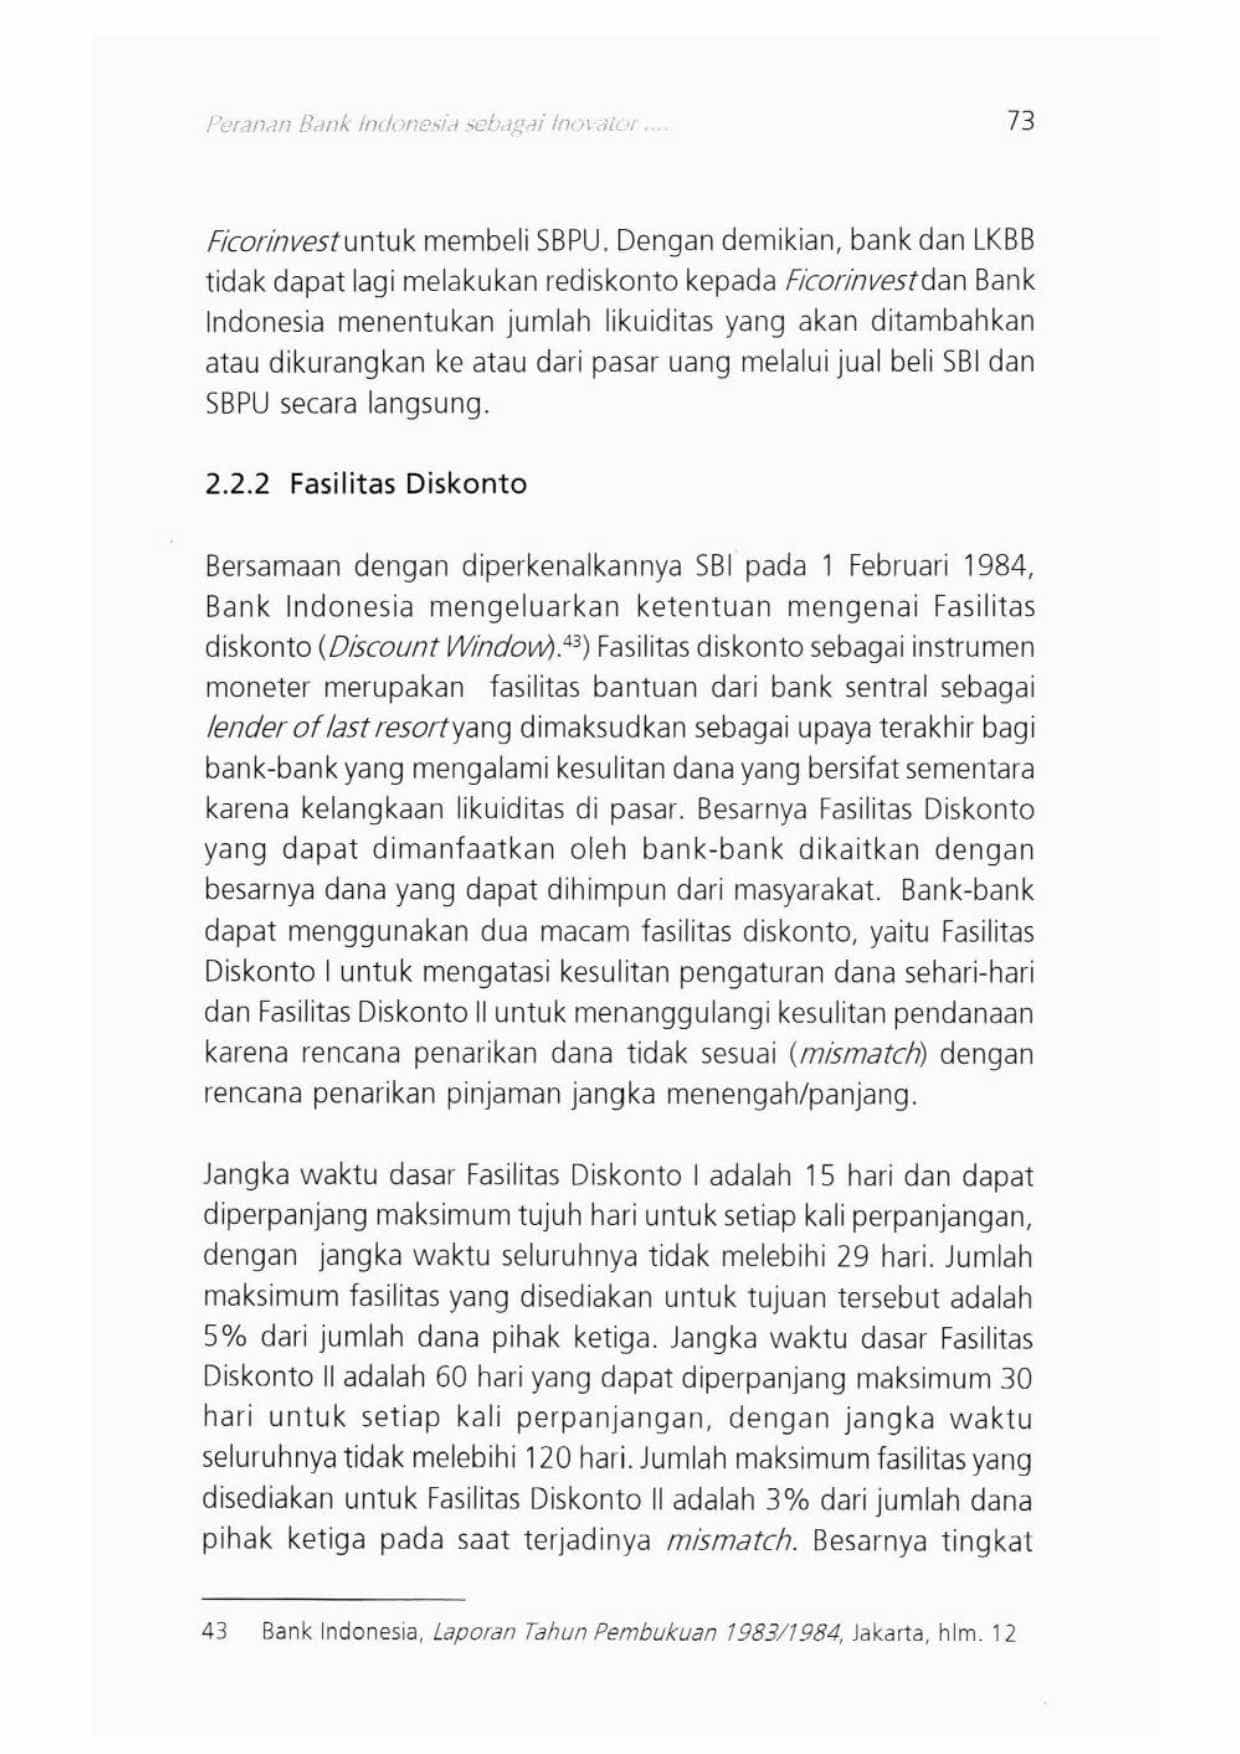 Peranan Bank Indonesia sebagai Inovator ....
73
Ficorinvest untuk membeli SBPU. Dengan demikian, bank dan LKBB
tidak dapat lagi melakukan rediskonto kepada Ficorinvest dan Bank
Indonesia menentukan jumlah likuiditas yang akan ditambahkan
atau dikurangkan ke atau dari pasar uang melalui jual beli SBI dan
SBPU secara langsung.
2.2.2 Fasilitas Diskonto
Bersamaan dengan diperkenalkannya SBI pada 1 Februari 1984,
Bank Indonesia mengeluarkan ketentuan mengenai Fasilitas
diskonto (Discount Window).⁴³) Fasilitas diskonto sebagai instrumen
moneter merupakan fasilitas bantuan dari bank sentral sebagai
lender of last resort yang dimaksudkan sebagai upaya terakhir bagi
bank-bank yang mengalami kesulitan dana yang bersifat sementara
karena kelangkaan likuiditas di pasar. Besarnya Fasilitas Diskonto
yang dapat dimanfaatkan oleh bank-bank dikaitkan dengan
besarnya dana yang dapat dihimpun dari masyarakat. Bank-bank
dapat menggunakan dua macam fasilitas diskonto, yaitu Fasilitas
Diskonto I untuk mengatasi kesulitan pengaturan dana sehari-hari
dan Fasilitas Diskonto II untuk menanggulangi kesulitan pendanaan
karena rencana penarikan dana tidak sesuai (mismatch) dengan
rencana penarikan pinjaman jangka menengah/panjang.
Jangka waktu dasar Fasilitas Diskonto I adalah 15 hari dan dapat
diperpanjang maksimum tujuh hari untuk setiap kali perpanjangan,
dengan jangka waktu seluruhnya tidak melebihi 29 hari. Jumlah
maksimum fasilitas yang disediakan untuk tujuan tersebut adalah
5% dari jumlah dana pihak ketiga. Jangka waktu dasar Fasilitas
Diskonto II adalah 60 hari yang dapat diperpanjang maksimum 30
hari untuk setiap kali perpanjangan, dengan jangka waktu
seluruhnya tidak melebihi 120 hari. Jumlah maksimum fasilitas yang
disediakan untuk Fasilitas Diskonto II adalah 3% dari jumlah dana
pihak ketiga pada saat terjadinya mismatch. Besarnya tingkat
43 Bank Indonesia, Laporan Tahun Pembukuan 1983/1984, Jakarta, hlm. 12